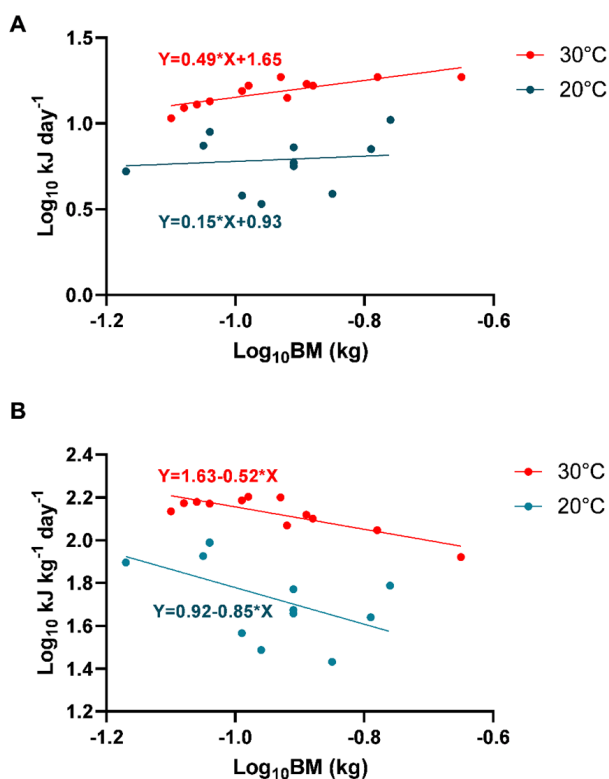 A
1.5
1.0
0.5
0.0
Log10 kJ day-1
Y=0.49*X+1.65
Y=0.15*X+0.93
30°C
20°C
-1.2
-1.0
-0.8
-0.6
Log10BM (kg)
B
2.4
2.2
2.0
1.8
1.6
1.4
1.2
Log10 kJ kg-1 day-1
Y=1.63-0.52*X
Y=0.92-0.85*X
30°C
20°C
-1.2
-1.0
-0.8
-0.6
Log10BM (kg)